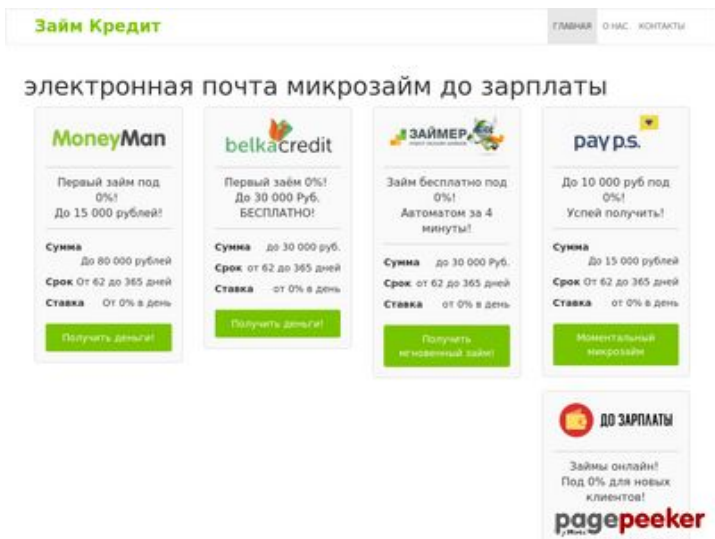 Займ Кредит
ГЛАВНАЯ О НАС КОНТАКТЫ
электронная почта микрозайм до зарплаты
MoneyMan
Первый займ под
0%!
До 15 000 рублей!
Сумма
До 80 000 рублей
Срок От 62 до 365 дней
Ставка От 0% в день
Получить деньги!
belkacredit
Первый заём 0%!
До 30 000 Руб.
БЕСПЛАТНО!
Сумма до 30 000 руб.
Срок от 62 до 365 дней
Ставка от 0% в день
Получить деньги!
ЗАЙМЕР
Займ бесплатно под
0%!
Автоматом за 4
минуты!
Сумма до 30 000 Руб.
Срок от 62 до 365 дней
Ставка от 0% в день
Получить
мгновенный займ!
pay p.s.
До 10 000 руб под
0%!
Успей получить!
Сумма
До 15 000 рублей
Срок От 62 до 365 дней
Ставка от 0% в день
Моментальный
микрозайм
ДО ЗАРПЛАТЫ
Займы онлайн!
Под 0% для новых
клиентов!
pagepeeker